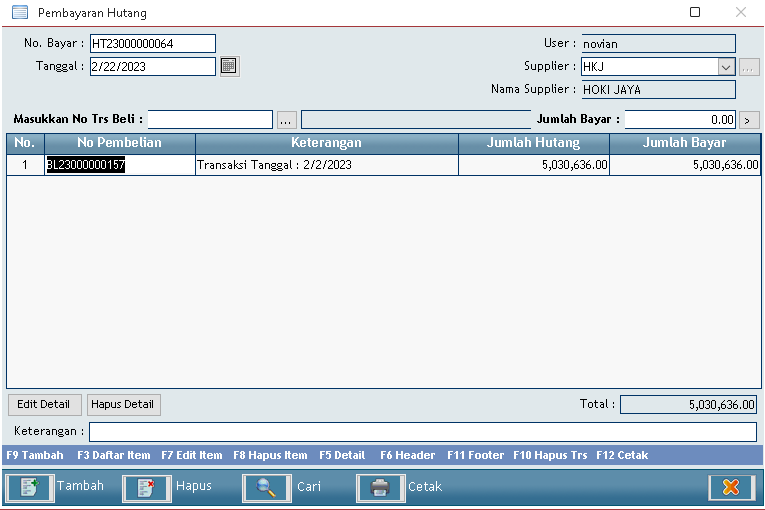 Pembayaran Hutang
No. Bayar : HT23000000064 User : novian
Tanggal : 2/22/2023 Supplier : HKJ ...
Nama Supplier : HOKI JAYA
Masukkan No Trs Beli : ... Jumlah Bayar : 0.00 >
No. No Pembelian Keterangan Jumlah Hutang Jumlah Bayar
1 BL23000000157 Transaksi Tanggal : 2/2/2023 5,030,636.00 5,030,636.00
Edit Detail Hapus Detail Total : 5,030,636.00
Keterangan :
F9 Tambah F3 Daftar Item F7 Edit Item F8 Hapus Item F5 Detail F6 Header F11 Footer F10 Hapus Trs F12 Cetak
Tambah Hapus Cari Cetak